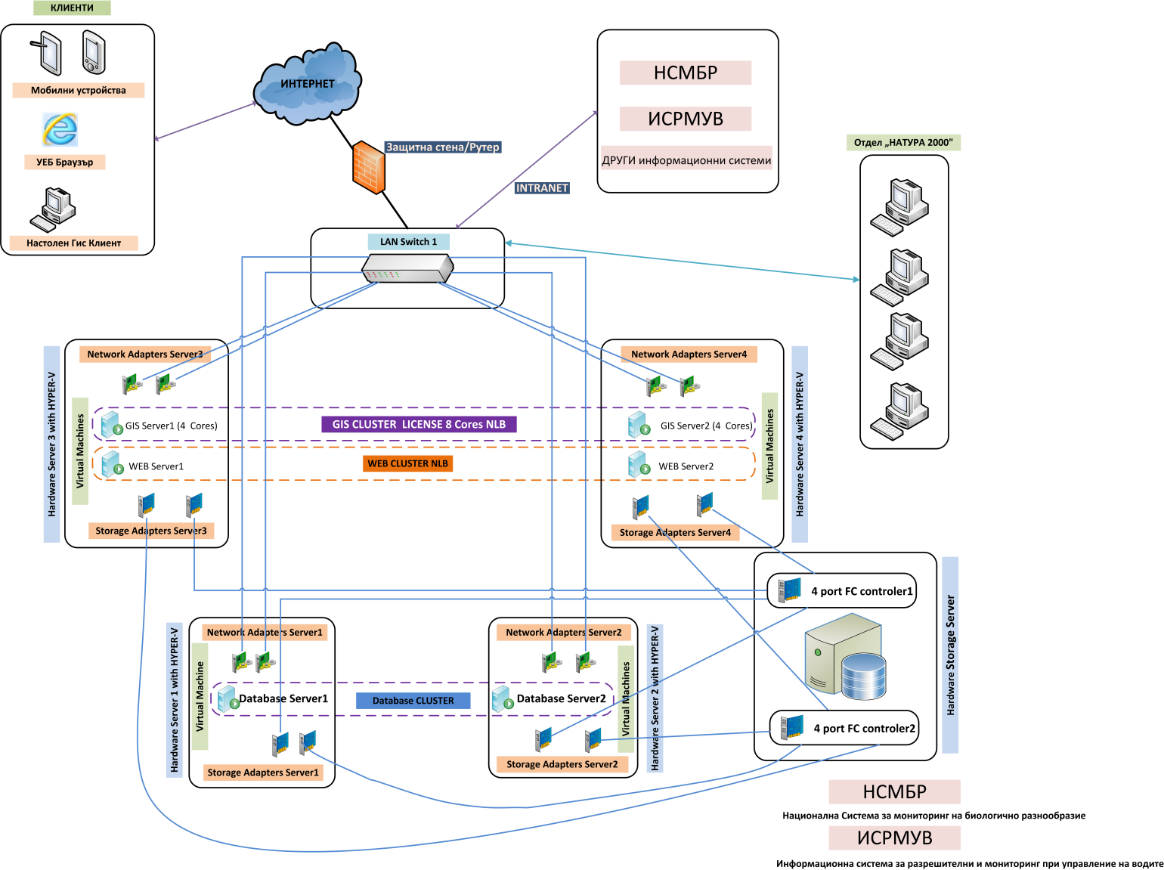 КЛИЕНТИ
Мобилни устройства
УЕБ Браузър
Настолен Гис Клиент
ИНТЕРНЕТ
Защитна стена/Рутер
INTRANET
НСМБР
ИСРМУВ
ДРУГИ информационни системи
Отдел „НАТУРА 2000"
LAN Switch 1
Hardware Server 3 with HYPER-V
Network Adapters Server3
Virtual Machines
GIS Server1 (4 Cores)
WEB Server1
Storage Adapters Server3
GIS CLUSTER LICENSE 8 Cores NLB
WEB CLUSTER NLB
Network Adapters Server4
GIS Server2 (4 Cores)
WEB Server2
Storage Adapters Server4
Virtual Machines
Hardware Server 4 with HYPER-V
Hardware Server 1 with HYPER-V
Network Adapters Server1
Virtual Machine
Database Server1
Storage Adapters Server1
Database CLUSTER
Network Adapters Server2
Database Server2
Storage Adapters Server2
Virtual Machines
Hardware Server 2 with HYPER-V
4 port FC controler1
4 port FC controler2
Hardware Storage Server
НСМБР
Национална Система за мониторинг на биологично разнообразие
ИСРМУВ
Информационна система за разрешителни и мониторинг при управление на водите